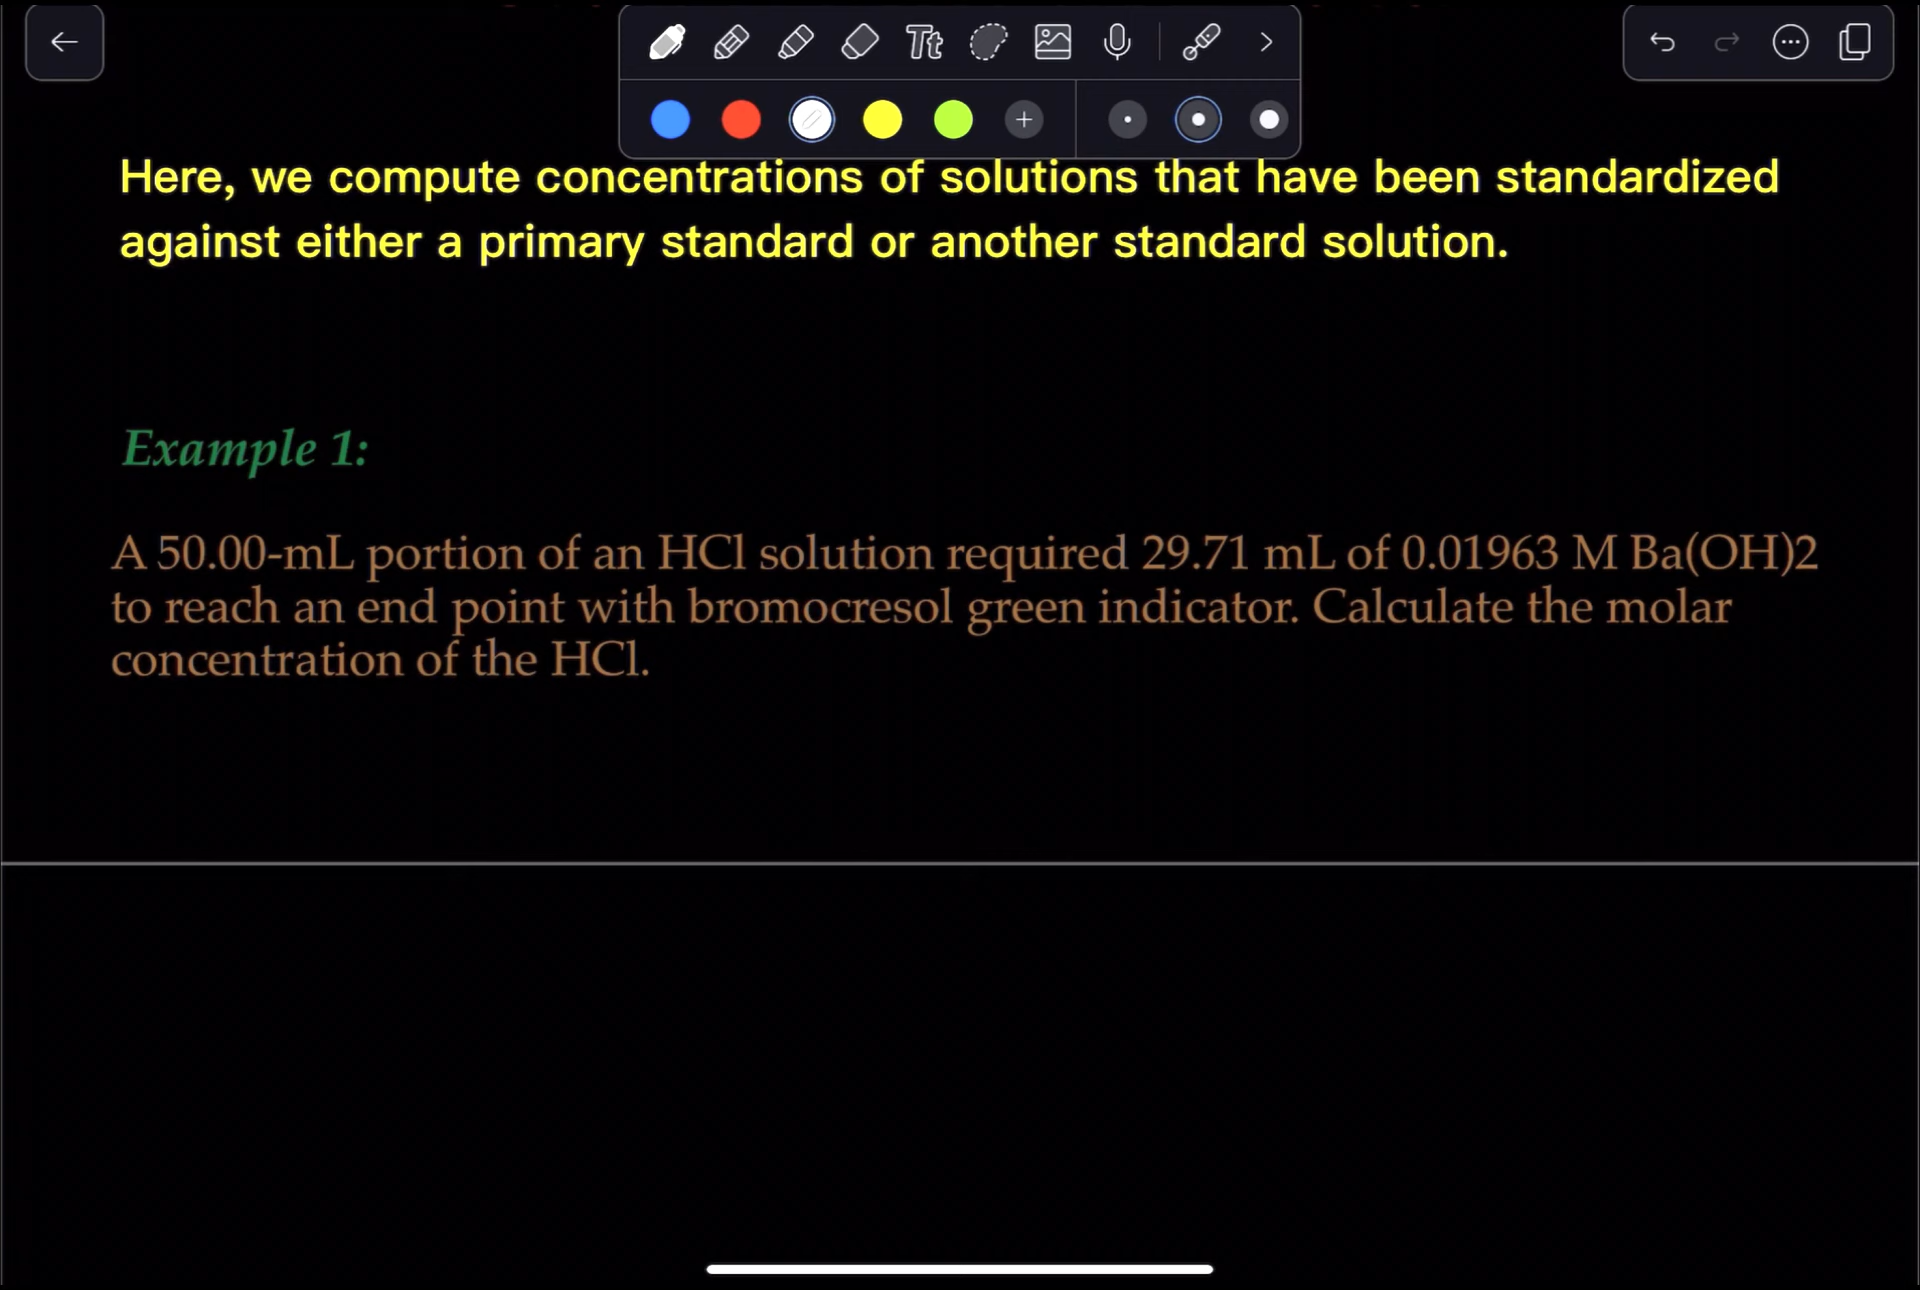 Tt
Here, we compute concentrations of solutions that have been standardized
against either a primary standard or another standard solution.
Example 1:
A 50.00-mL portion of an HCl solution required 29.71 mL of 0.01963 M Ba(OH)2
to reach an end point with bromocresol green indicator. Calculate the molar
concentration of the HCl.